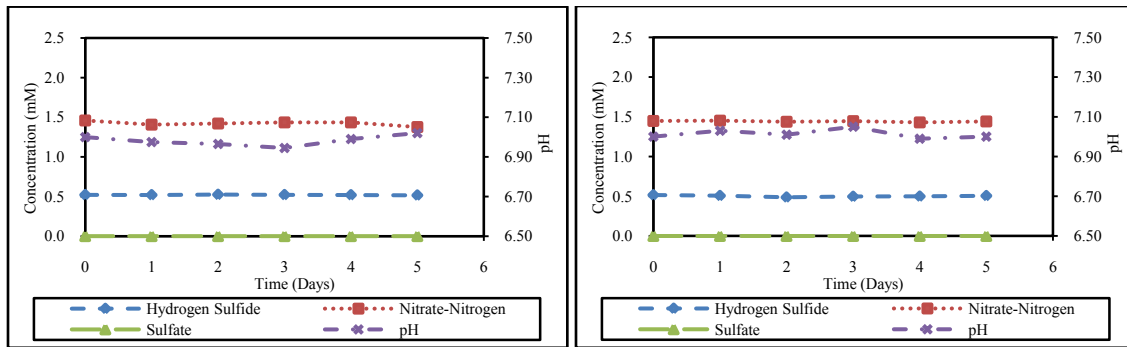 2.5
2.0
1.5
1.0
0.5
0.0
Concentration (mM)
7.50
7.30
7.10
6.90
6.70
6.50
pH
0 1 2 3 4 5 6
Time (Days)
Hydrogen Sulfide Nitrate-Nitrogen
Sulfate pH
2.5
2.0
1.5
1.0
0.5
0.0
Concentration (mM)
7.50
7.30
7.10
6.90
6.70
6.50
pH
0 1 2 3 4 5 6
Time (Days)
Hydrogen Sulfide Nitrate-Nitrogen
Sulfate pH